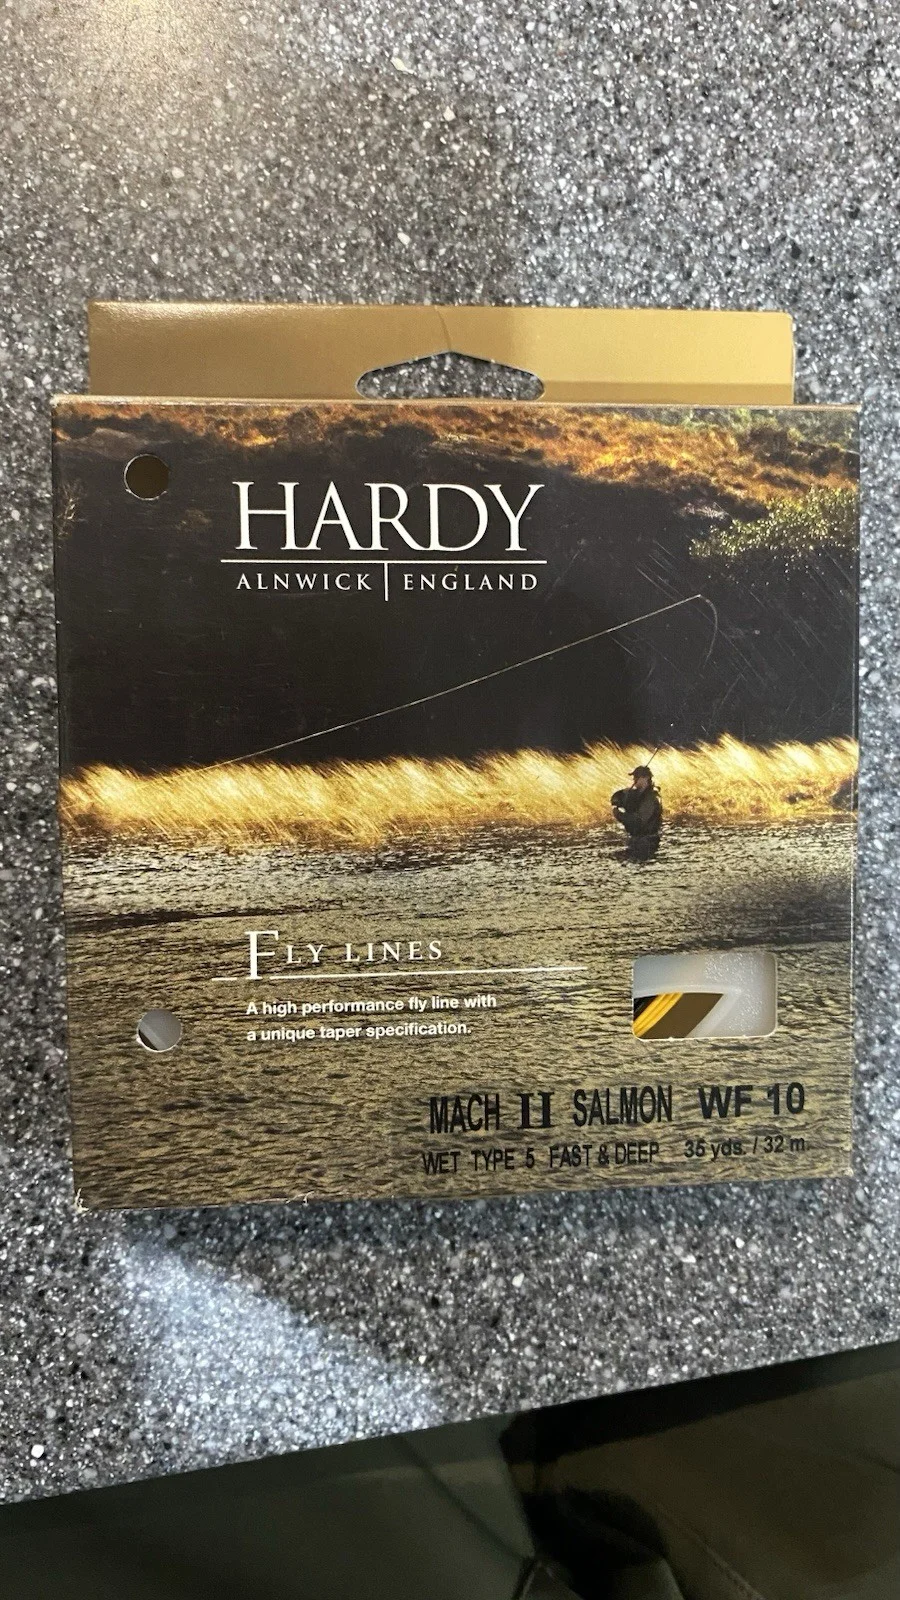 HARDY
ALNWICK | ENGLAND
FLY LINES
A high performance fly line with
a unique taper specification.
MACH II SALMON WF 10
WET TYPE 5 FAST & DEEP 35 yds. / 32 m.